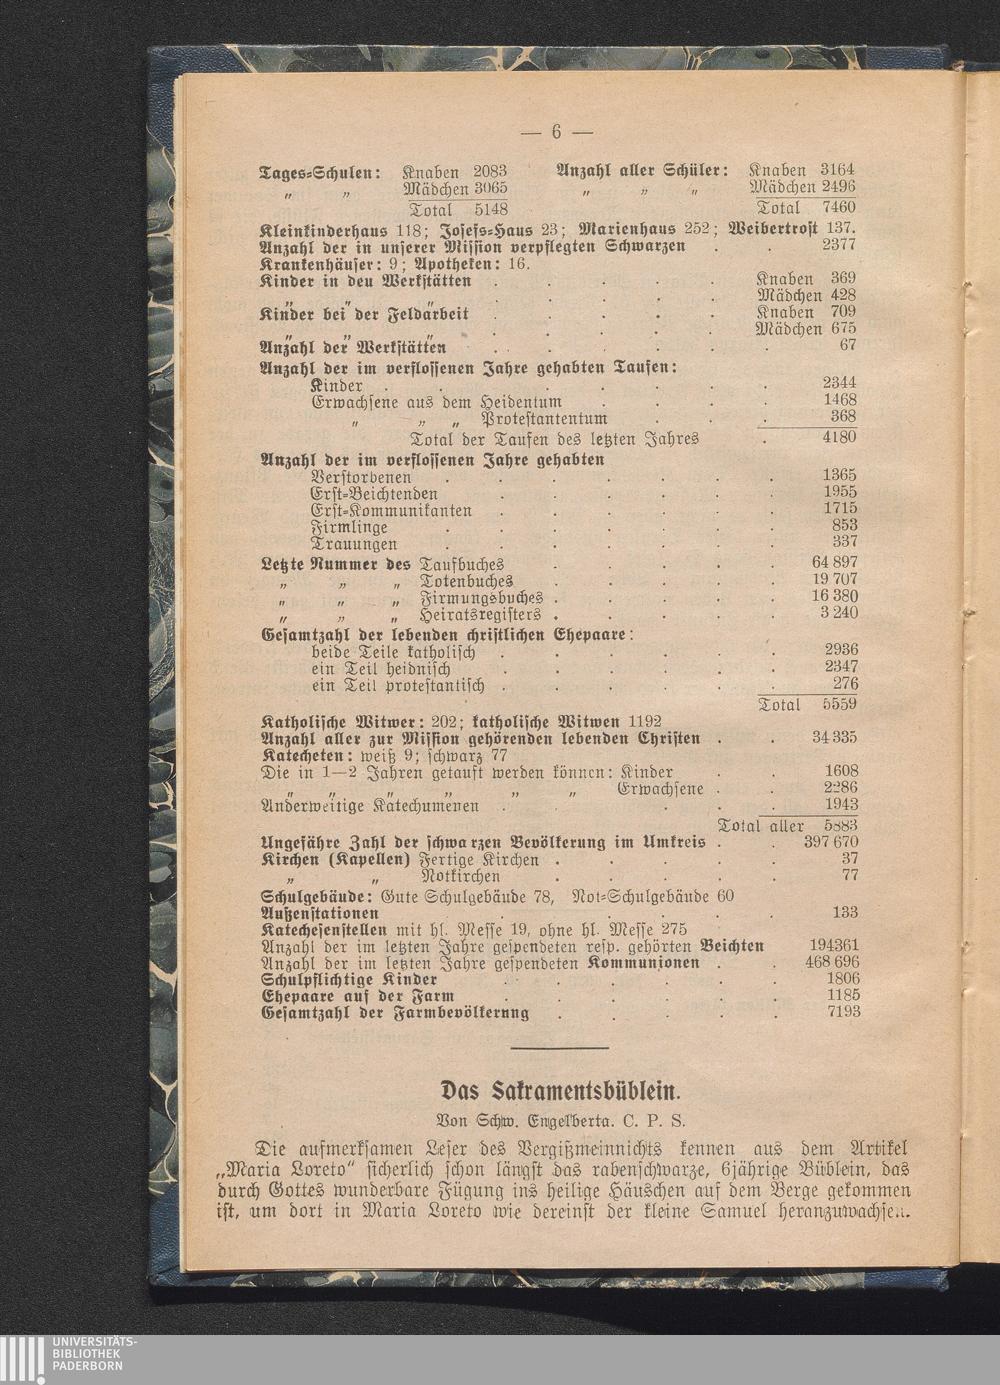 — 6 —
Tages=Schulen: Knaben 2083 Anzahl aller Schüler: Knaben 3164
„ „ Mädchen 3065 „ „ „ Mädchen 2496
Total 5148 Total 7460
Kleinkinderhaus 118; Josefs=Haus 23; Marienhaus 252; Weibertrost 137.
Anzahl der in unserer Mission verpflegten Schwarzen . . 2377
Krankenhäuser: 9; Apotheken: 16.
Kinder in den Werkstätten . . . . . Knaben 369
„ „ „ . . . . . Mädchen 428
Kinder bei der Feldarbeit . . . . . Knaben 709
„ „ „ . . . . . Mädchen 675
Anzahl der Werkstätten . . . . . . 67
Anzahl der im verflossenen Jahre gehabten Taufen:
Kinder . . . . . . . . 2344
Erwachsene aus dem Heidentum . . . . 1468
„ „ „ Protestantentum . . . 368
Total der Taufen des letzten Jahres . 4180
Anzahl der im verflossenen Jahre gehabten
Verstorbenen . . . . . . . 1365
Erst=Beichtenden . . . . . . 1955
Erst=Kommunikanten . . . . . . 1715
Firmlinge . . . . . . . 853
Trauungen . . . . . . . 337
Letzte Nummer des Taufbuches . . . . . 64 897
„ „ „ Totenbuches . . . . . 19 707
„ „ „ Firmungsbuches . . . . . 16 380
„ „ „ Heiratsregisters . . . . . 3 240
Gesamtzahl der lebenden christlichen Ehepaare:
beide Teile katholisch . . . . . . 2936
ein Teil heidnisch . . . . . . 2347
ein Teil protestantisch . . . . . . 276
Total 5559
Katholische Witwer: 202; katholische Witwen 1192
Anzahl aller zur Mission gehörenden lebenden Christen . . 34 335
Katecheten: weiß 9; schwarz 77
Die in 1—2 Jahren getauft werden können: Kinder . . 1608
„ „ „ „ „ „ Erwachsene . . 2286
Anderweitige Katechumenen . . . . 1943
Total aller 5883
Ungefähre Zahl der schwarzen Bevölkerung im Umkreis . . 397 670
Kirchen (Kapellen) Fertige Kirchen . . . . . 37
„ „ Notkirchen . . . . . 77
Schulgebäude: Gute Schulgebäude 78, Not=Schulgebäude 60
Außenstationen . . . . . . 133
Katechesenstellen mit hl. Messe 19, ohne hl. Messe 275
Anzahl der im letzten Jahre gespendeten resp. gehörten Beichten 194361
Anzahl der im letzten Jahre gespendeten Kommunionen . . 468 696
Schulpflichtige Kinder . . . . . . 1806
Ehepaare auf der Farm . . . . . . 1185
Gesamtzahl der Farmbevölkerung . . . . . 7193
Das Sakramentsbüblein.
Von Schw. Engelberta. C. P. S.
Die aufmerksamen Leser des Vergißmeinnichts kennen aus dem Artikel
„Maria Loreto" sicherlich schon längst das rabenschwarze, 6jährige Büblein, das
durch Gottes wunderbare Fügung ins heilige Häuschen auf dem Berge gekommen
ist, um dort in Maria Loreto wie dereinst der kleine Samuel heranzuwachsen.
UNIVERSITÄTS-
BIBLIOTHEK
PADERBORN